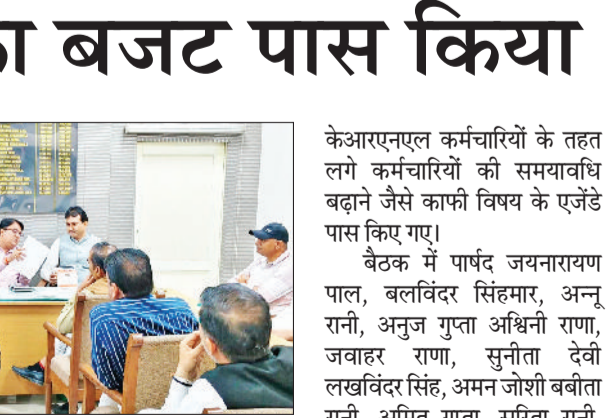 बजट पास किया
केआरएनएल कर्मचारियों के तहत
लगे कर्मचारियों की समयावधि
बढ़ाने जैसे काफी विषय के एजेंडे
पास किए गए।
बैठक में पार्षद जयनारायण
पाल, बलविंदर सिंहमार, अन्नू
रानी, अनुज गुप्ता अश्विनी राणा,
जवाहर राणा, सुनीता देवी
लखविंदर सिंह, अमन जोशी बबीता